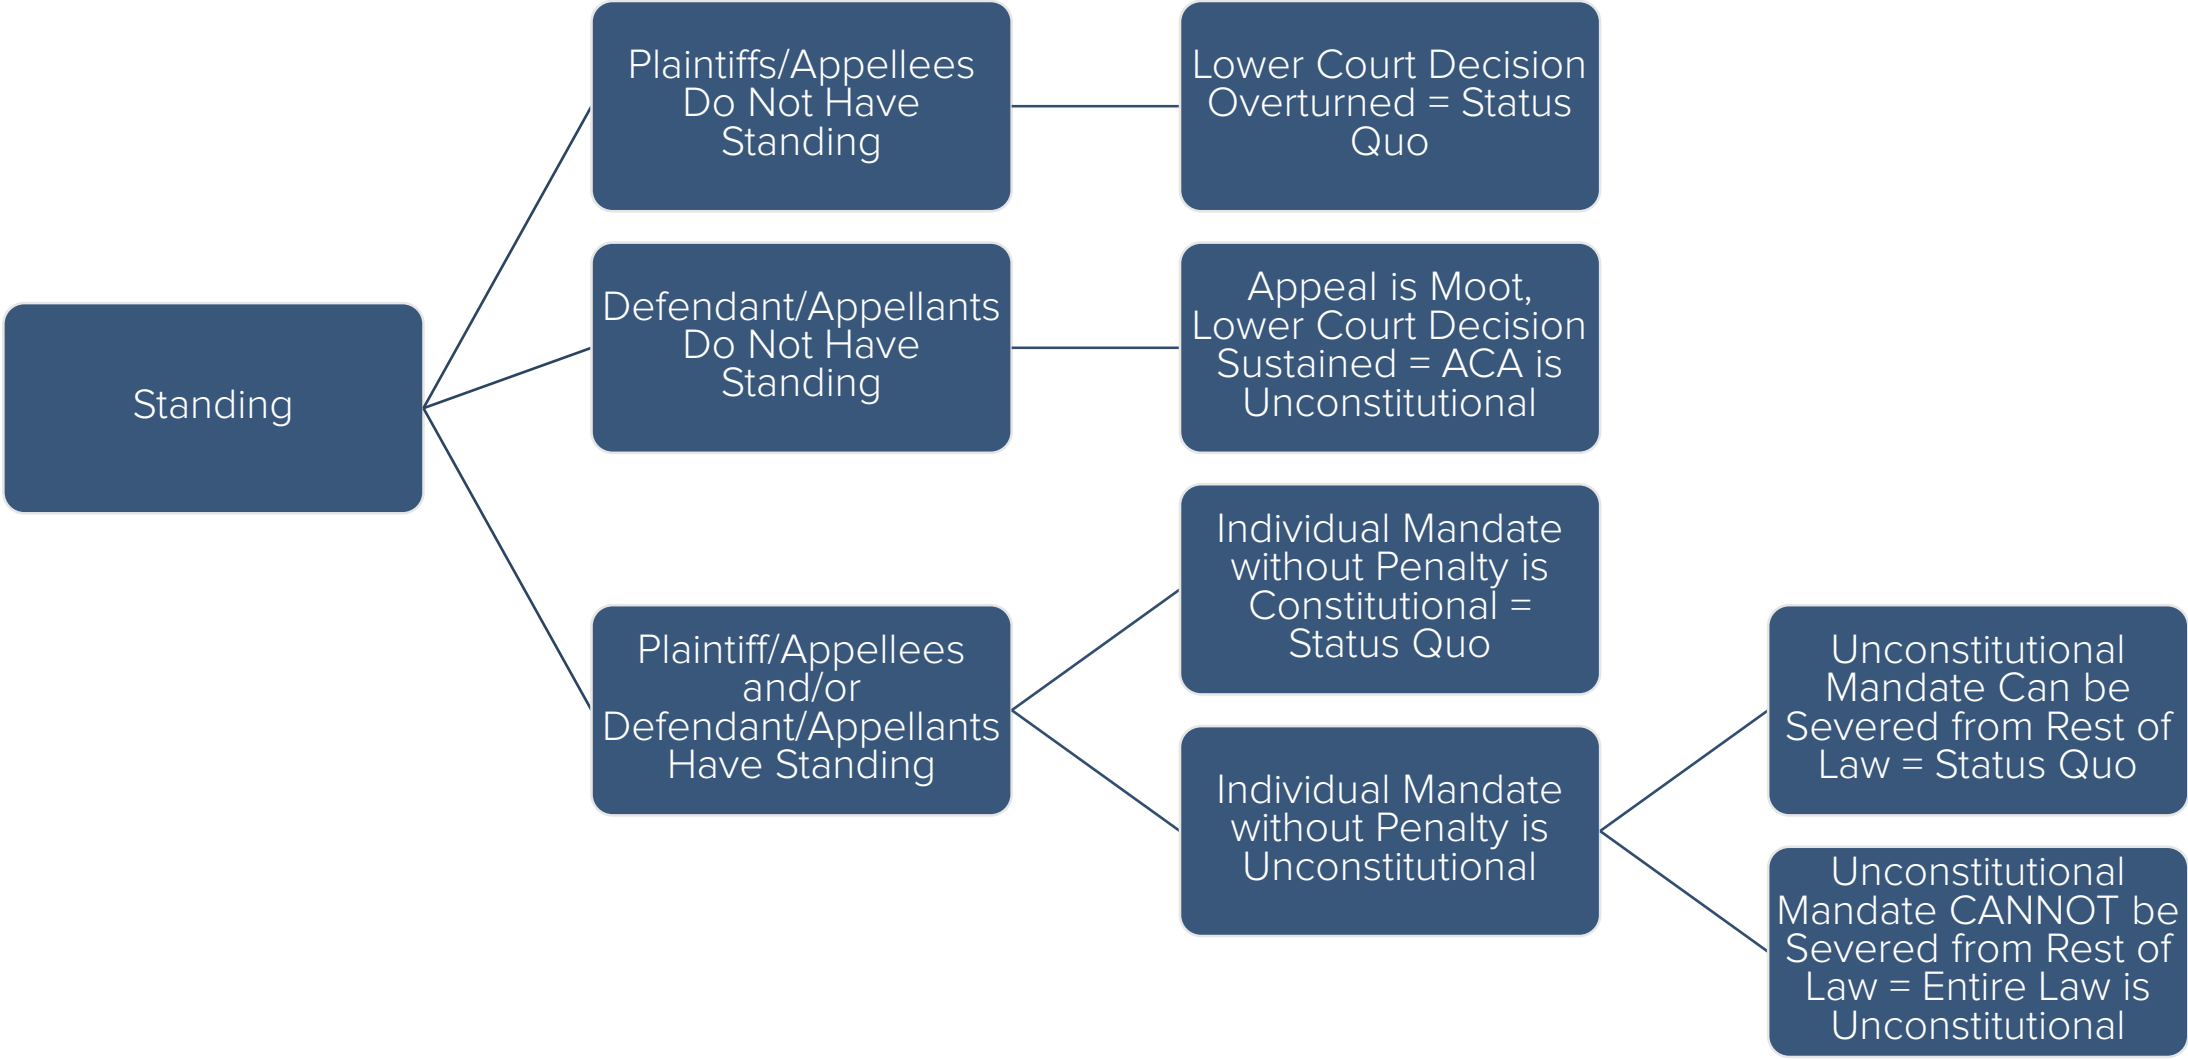 Standing
Plaintiffs/Appellees
Do Not Have
Standing
Lower Court Decision
Overturned = Status
Quo
Defendant/Appellants
Do Not Have
Standing
Appeal is Moot,
Lower Court Decision
Sustained = ACA is
Unconstitutional
Plaintiff/Appellees
and/or
Defendant/Appellants
Have Standing
Individual Mandate
without Penalty is
Constitutional =
Status Quo
Individual Mandate
without Penalty is
Unconstitutional
Unconstitutional
Mandate Can be
Severed from Rest of
Law = Status Quo
Unconstitutional
Mandate CANNOT be
Severed from Rest of
Law = Entire Law is
Unconstitutional